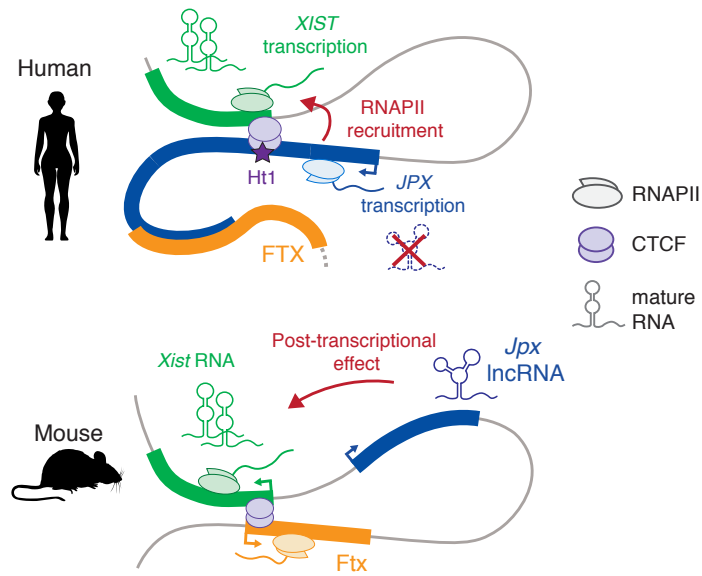 XIST
transcription
Human
RNAPII
recruitment
Ht1
JPX
transcription
FTX
RNAPII
CTCF
mature
RNA
Post-transcriptional
effect
Jpx
lncRNA
Xist RNA
Mouse
Ftx